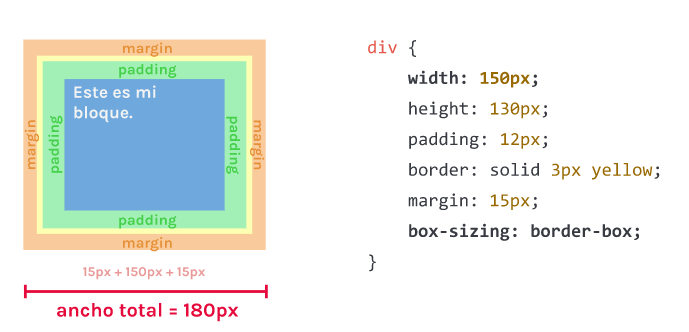 margin
padding
Este es mi
bloque.
margin
padding
padding
margin
padding
margin
15px + 150px + 15px
ancho total = 180px
div {
width: 150px;
height: 130px;
padding: 12px;
border: solid 3px yellow;
margin: 15px;
box-sizing: border-box;
}